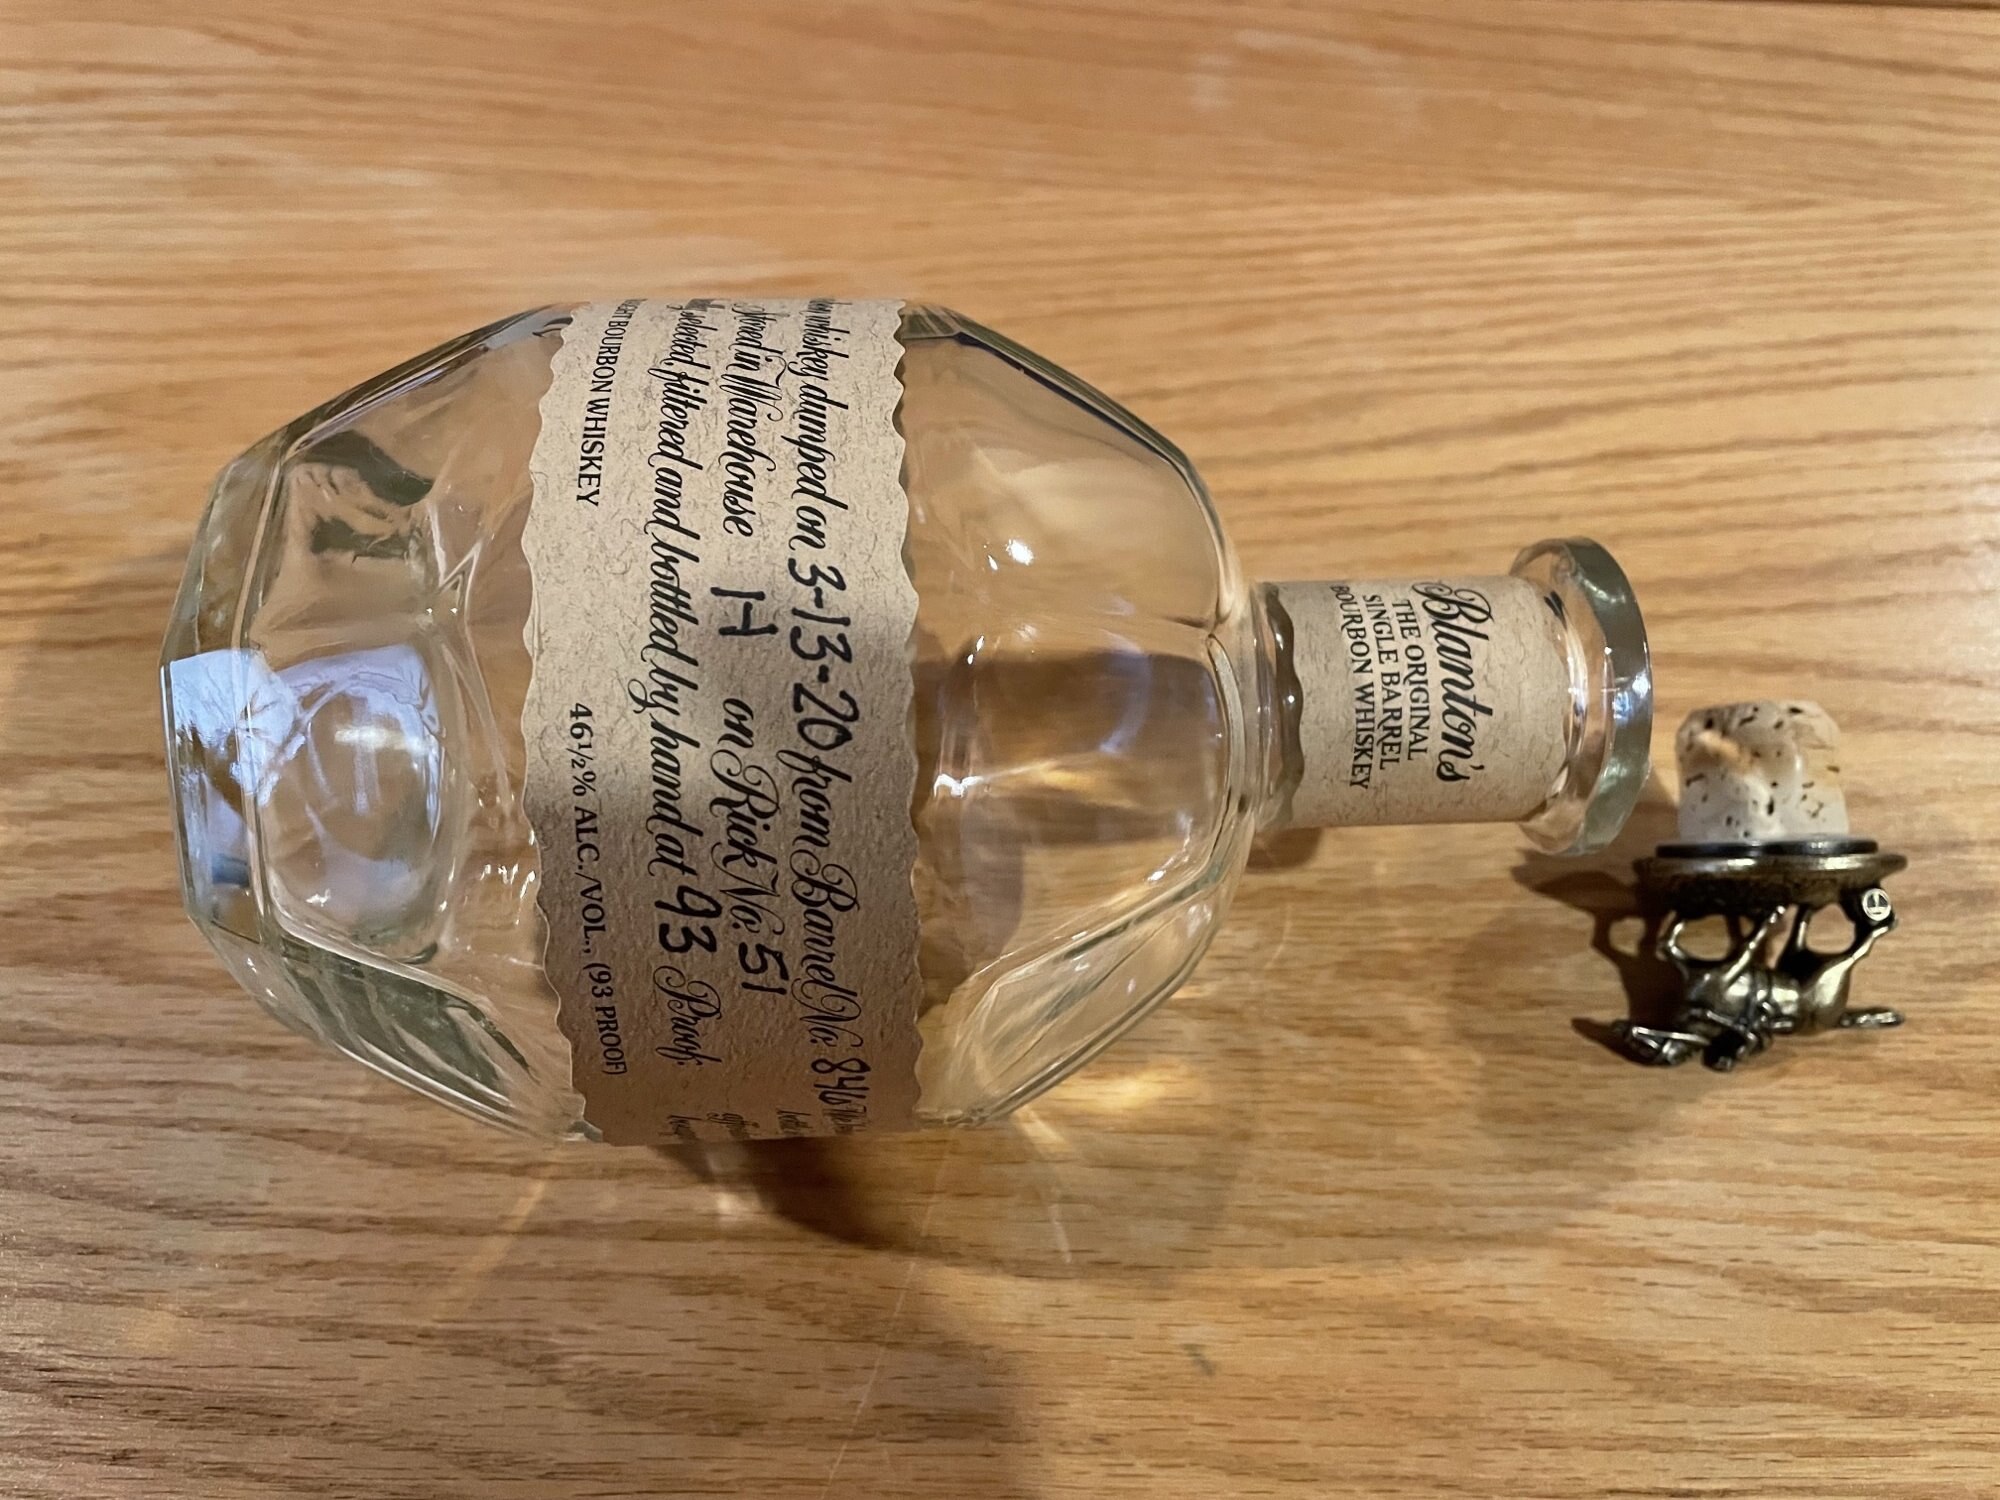 Blanton's
THE ORIGINAL
SINGLE BARREL
BOURBON WHISKEY
whiskey dumped on 3-13-20 from Barrel No. 846
stored in Warehouse H on Rick No. 51
selected, filtered and bottled by hand at 93 Proof.
BOURBON WHISKEY 46½% ALC./VOL., (93 PROOF)